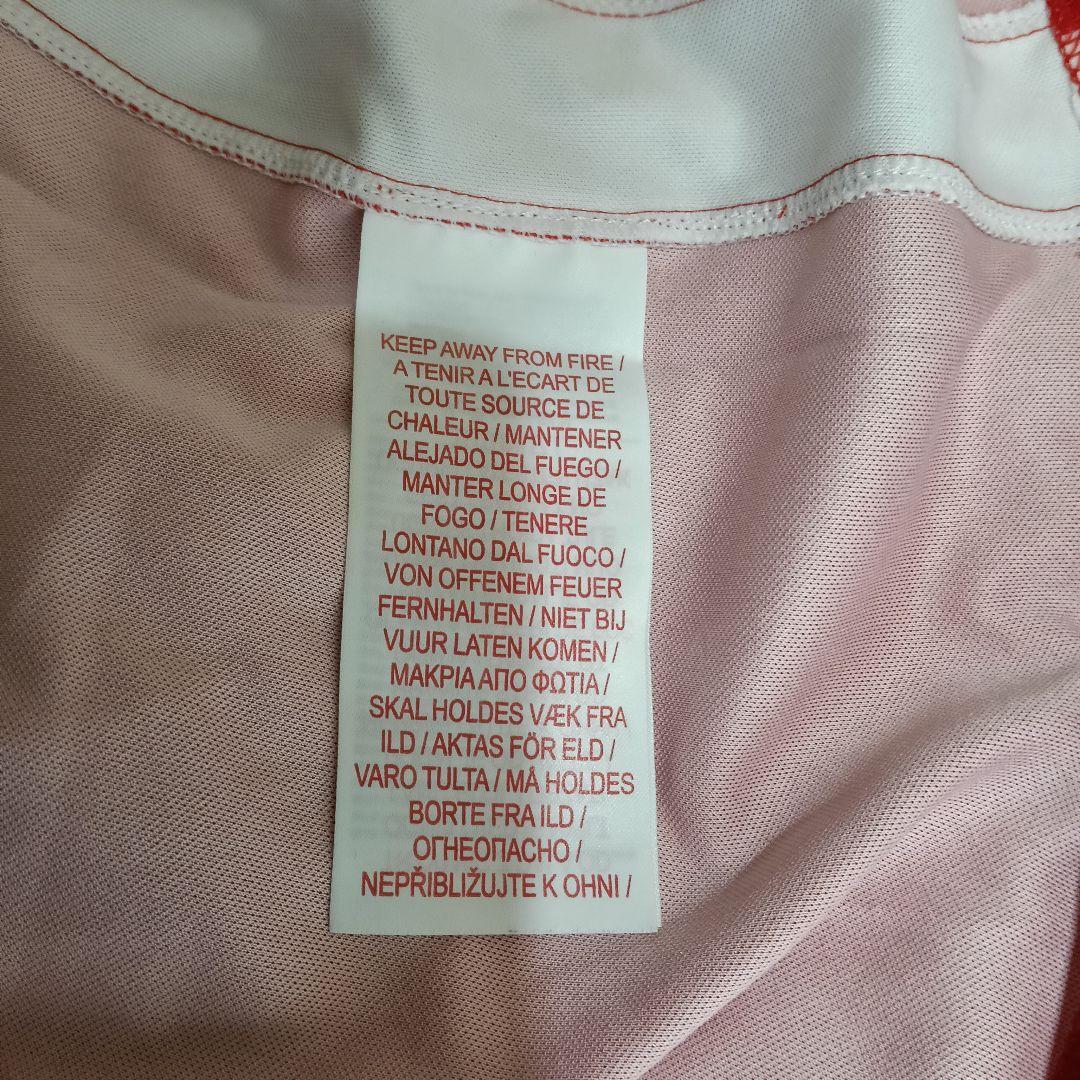 KEEP AWAY FROM FIRE /
A TENIR A L'ECART DE
TOUTE SOURCE DE
CHALEUR / MANTENER
ALEJADO DEL FUEGO /
MANTER LONGE DE
FOGO / TENERE
LONTANO DAL FUOCO /
VON OFFENEM FEUER
FERNHALTEN / NIET BIJ
VUUR LATEN KOMEN /
ΜΑΚΡΙΑ ΑΠΟ ΦΩΤΙΑ /
SKAL HOLDES VÆK FRA
ILD / AKTAS FÖR ELD /
VARO TULTA / MÅ HOLDES
BORTE FRA ILD /
ОГНЕОПАСНО /
NEPŘIBLIŽUJTE K OHNI /